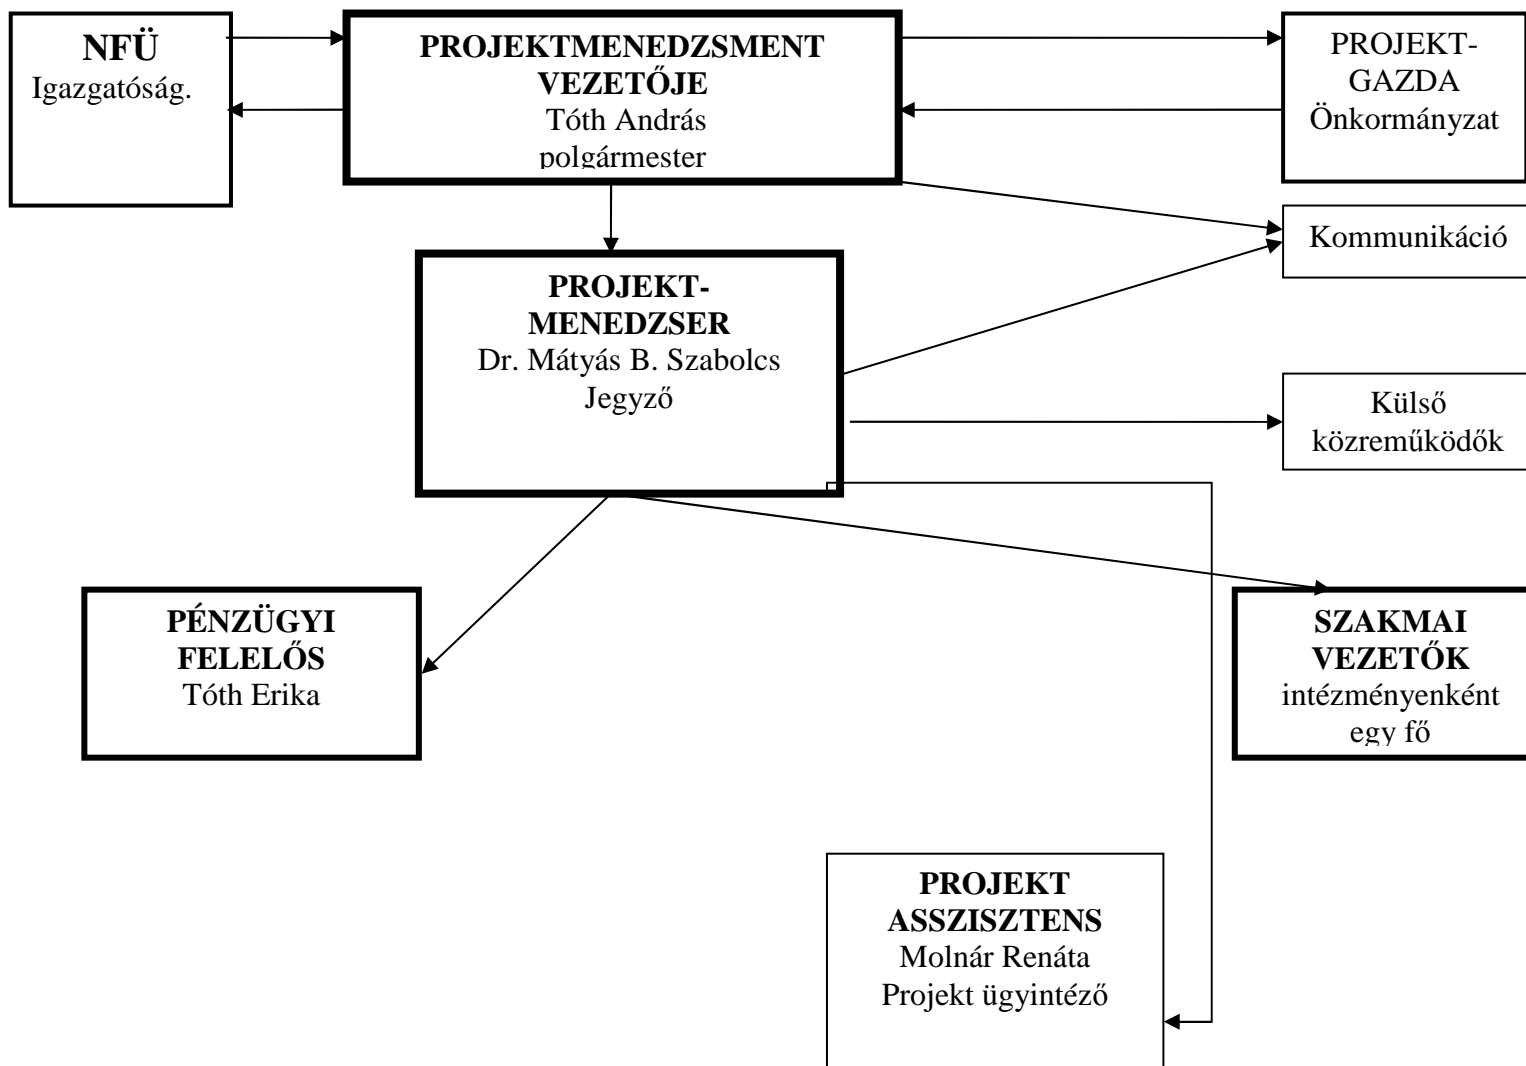 NFÜ
Igazgatóság.
PROJEKTMENEDZSMENT
VEZETŐJE
Tóth András
polgármester
PROJEKT-
GAZDA
Önkormányzat
Kommunikáció
PROJEKT-
MENEDZSER
Dr. Mátyás B. Szabolcs
Jegyző
Külső
közreműködők
PÉNZÜGYI
FELELŐS
Tóth Erika
SZAKMAI
VEZETŐK
intézményenként
egy fő
PROJEKT
ASSZISZTENS
Molnár Renáta
Projekt ügyintéző